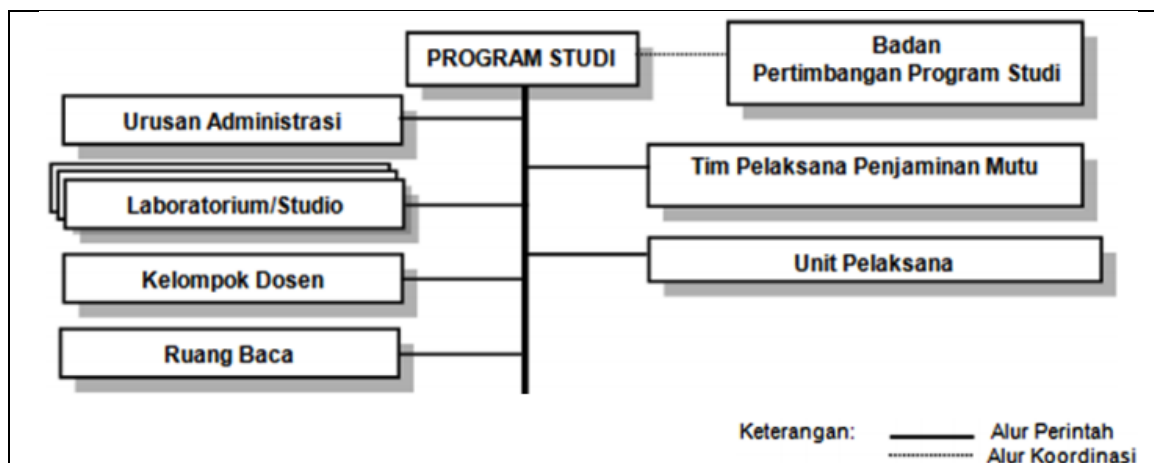 PROGRAM STUDI
Badan
Pertimbangan Program Studi
Urusan Administrasi
Tim Pelaksana Penjaminan Mutu
Laboratorium/Studio
Unit Pelaksana
Kelompok Dosen
Ruang Baca
Keterangan:
Alur Perintah
Alur Koordinasi